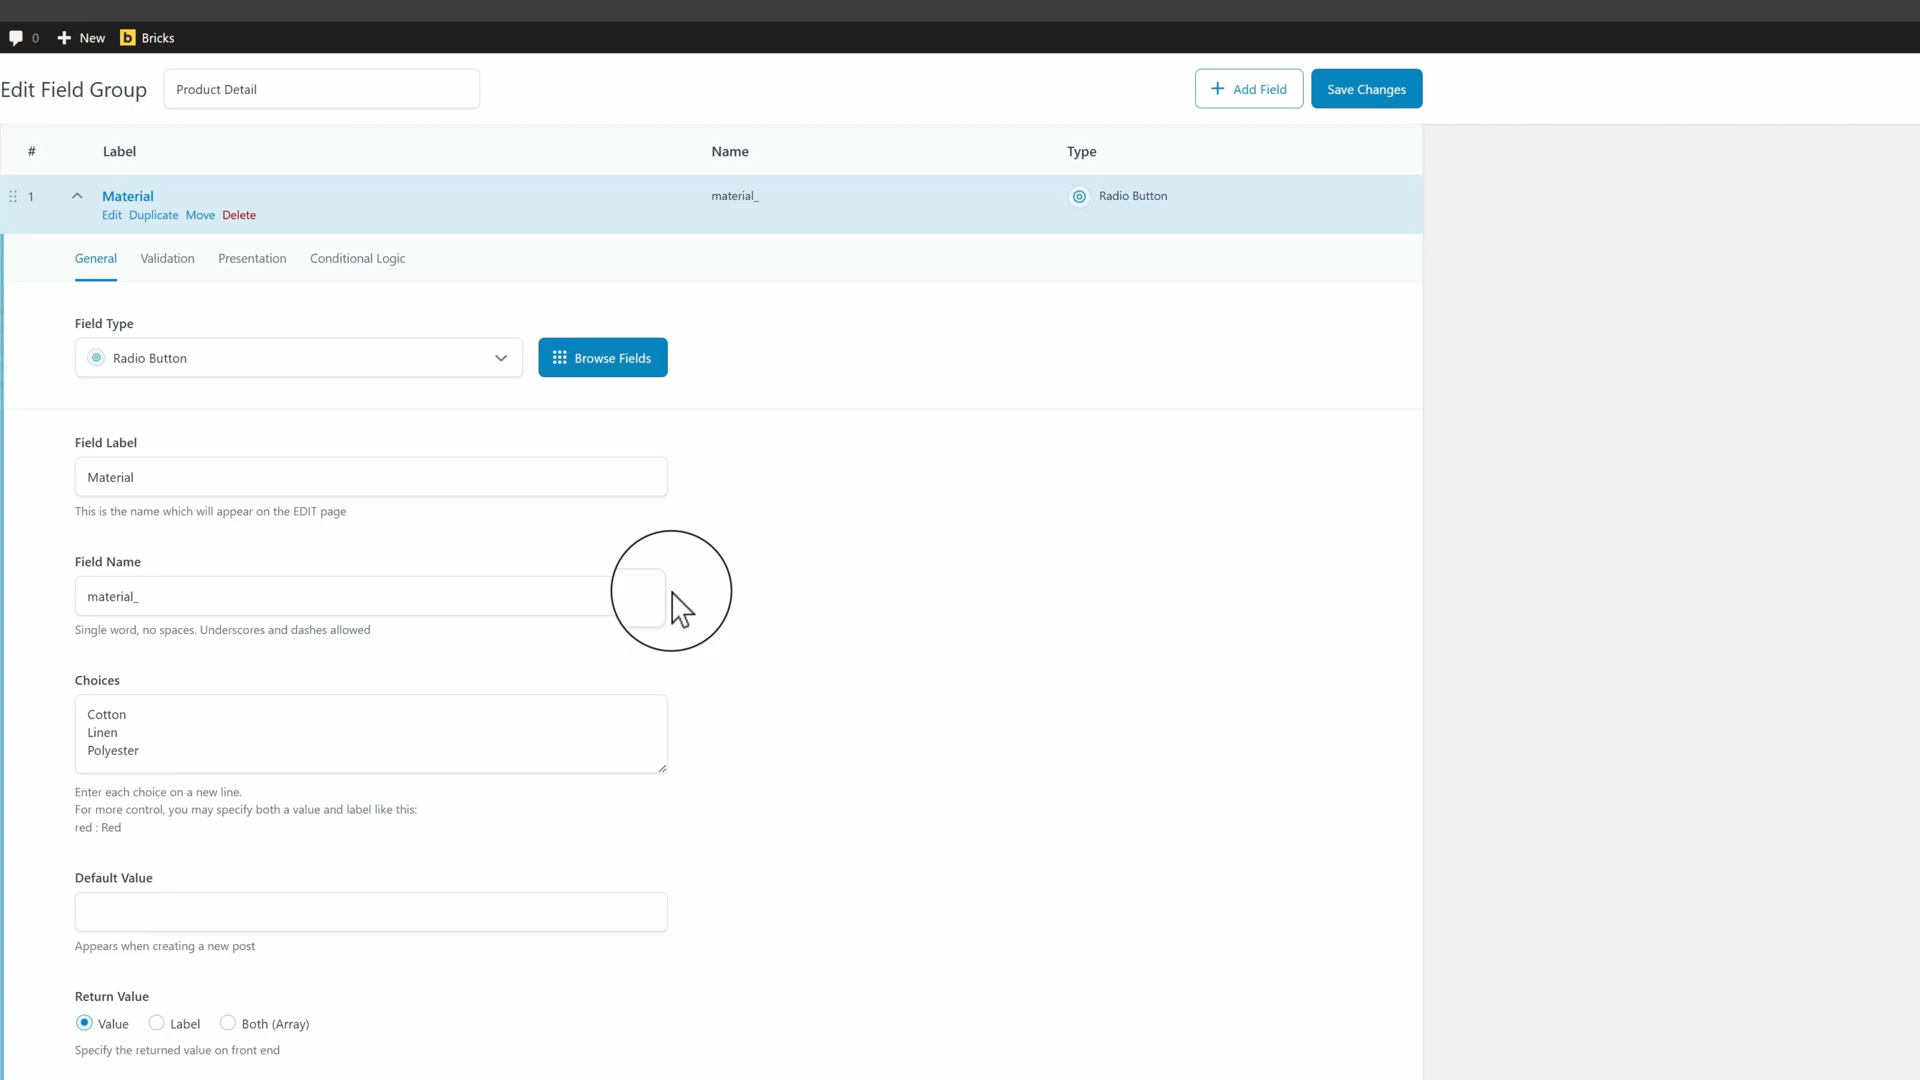 0 New Bricks
Edit Field Group Product Detail Add Field Save Changes
# Label Name Type
1 Material material_ Radio Button
Edit Duplicate Move Delete
General Validation Presentation Conditional Logic
Field Type
Radio Button Browse Fields
Field Label
Material
This is the name which will appear on the EDIT page
Field Name
material_
Single word, no spaces. Underscores and dashes allowed
Choices
Cotton
Linen
Polyester
Enter each choice on a new line.
For more control, you may specify both a value and label like this:
red : Red
Default Value
Appears when creating a new post
Return Value
Value Label Both (Array)
Specify the returned value on front end